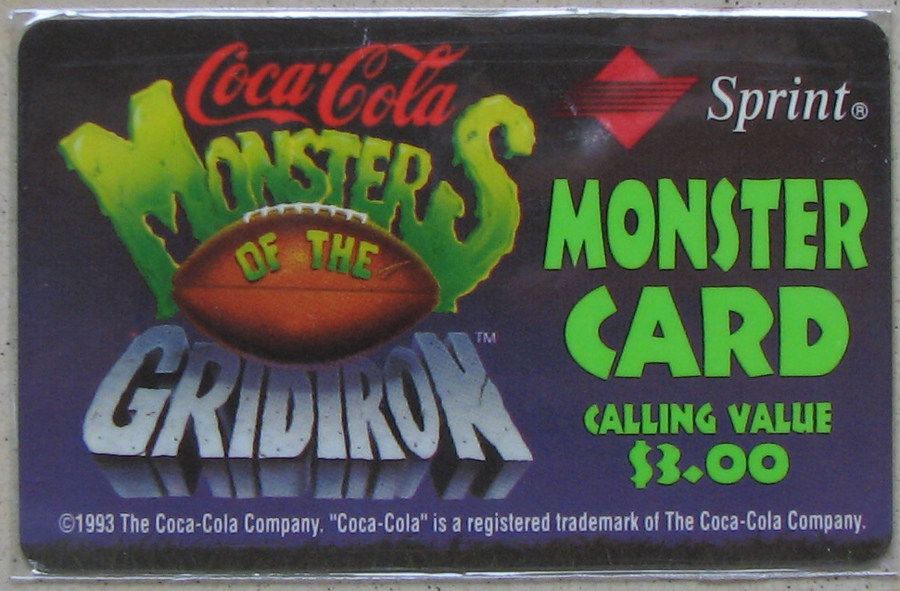 Coca-Cola
MONSTERS
OF THE
GRIDIRON™
Sprint®
MONSTER
CARD
CALLING VALUE
$3.00
©1993 The Coca-Cola Company. "Coca-Cola" is a registered trademark of The Coca-Cola Company.